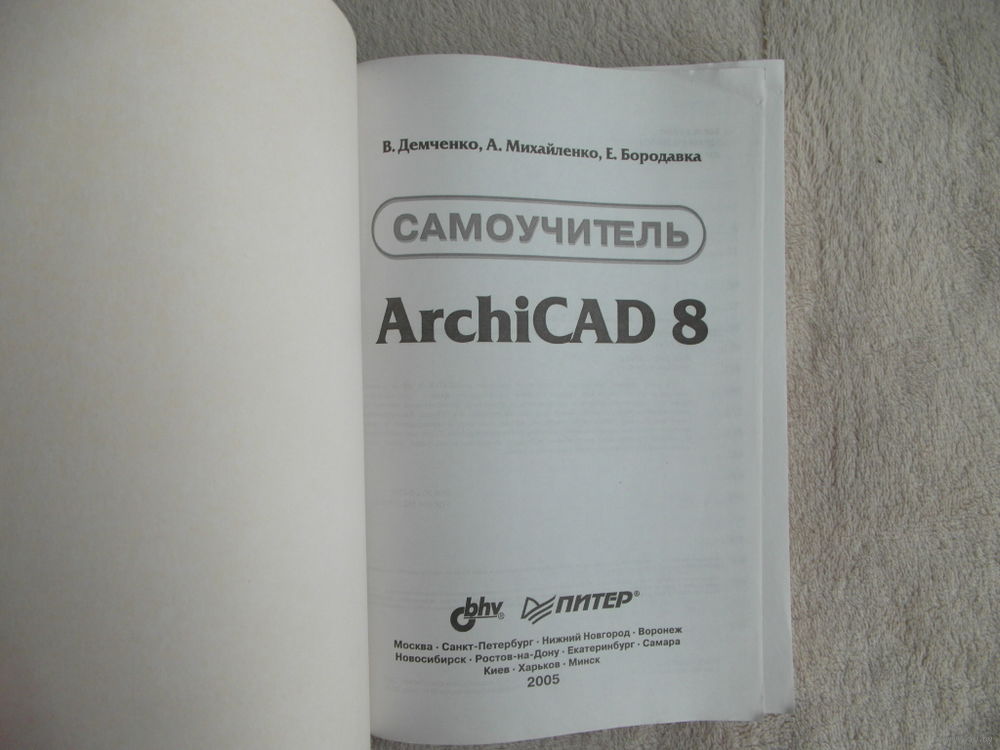 В. Демченко, А. Михайленко, Е. Бородавка
САМОУЧИТЕЛЬ
ArchiCAD 8
bhv® ПИТЕР®
Москва · Санкт-Петербург · Нижний Новгород · Воронеж
Новосибирск · Ростов-на-Дону · Екатеринбург · Самара
Киев · Харьков · Минск
2005